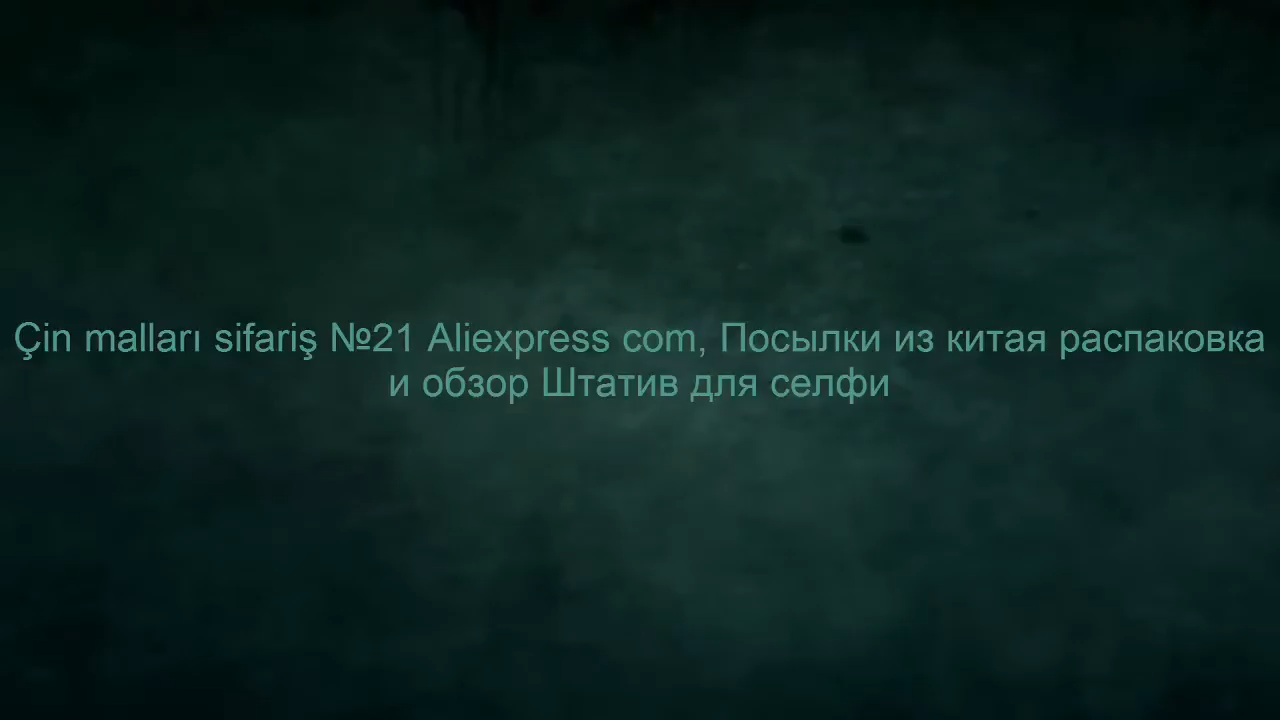 Çin malları sifariş №21 Aliexpress com, Посылки из китая распаковка
и обзор Штатив для селфи